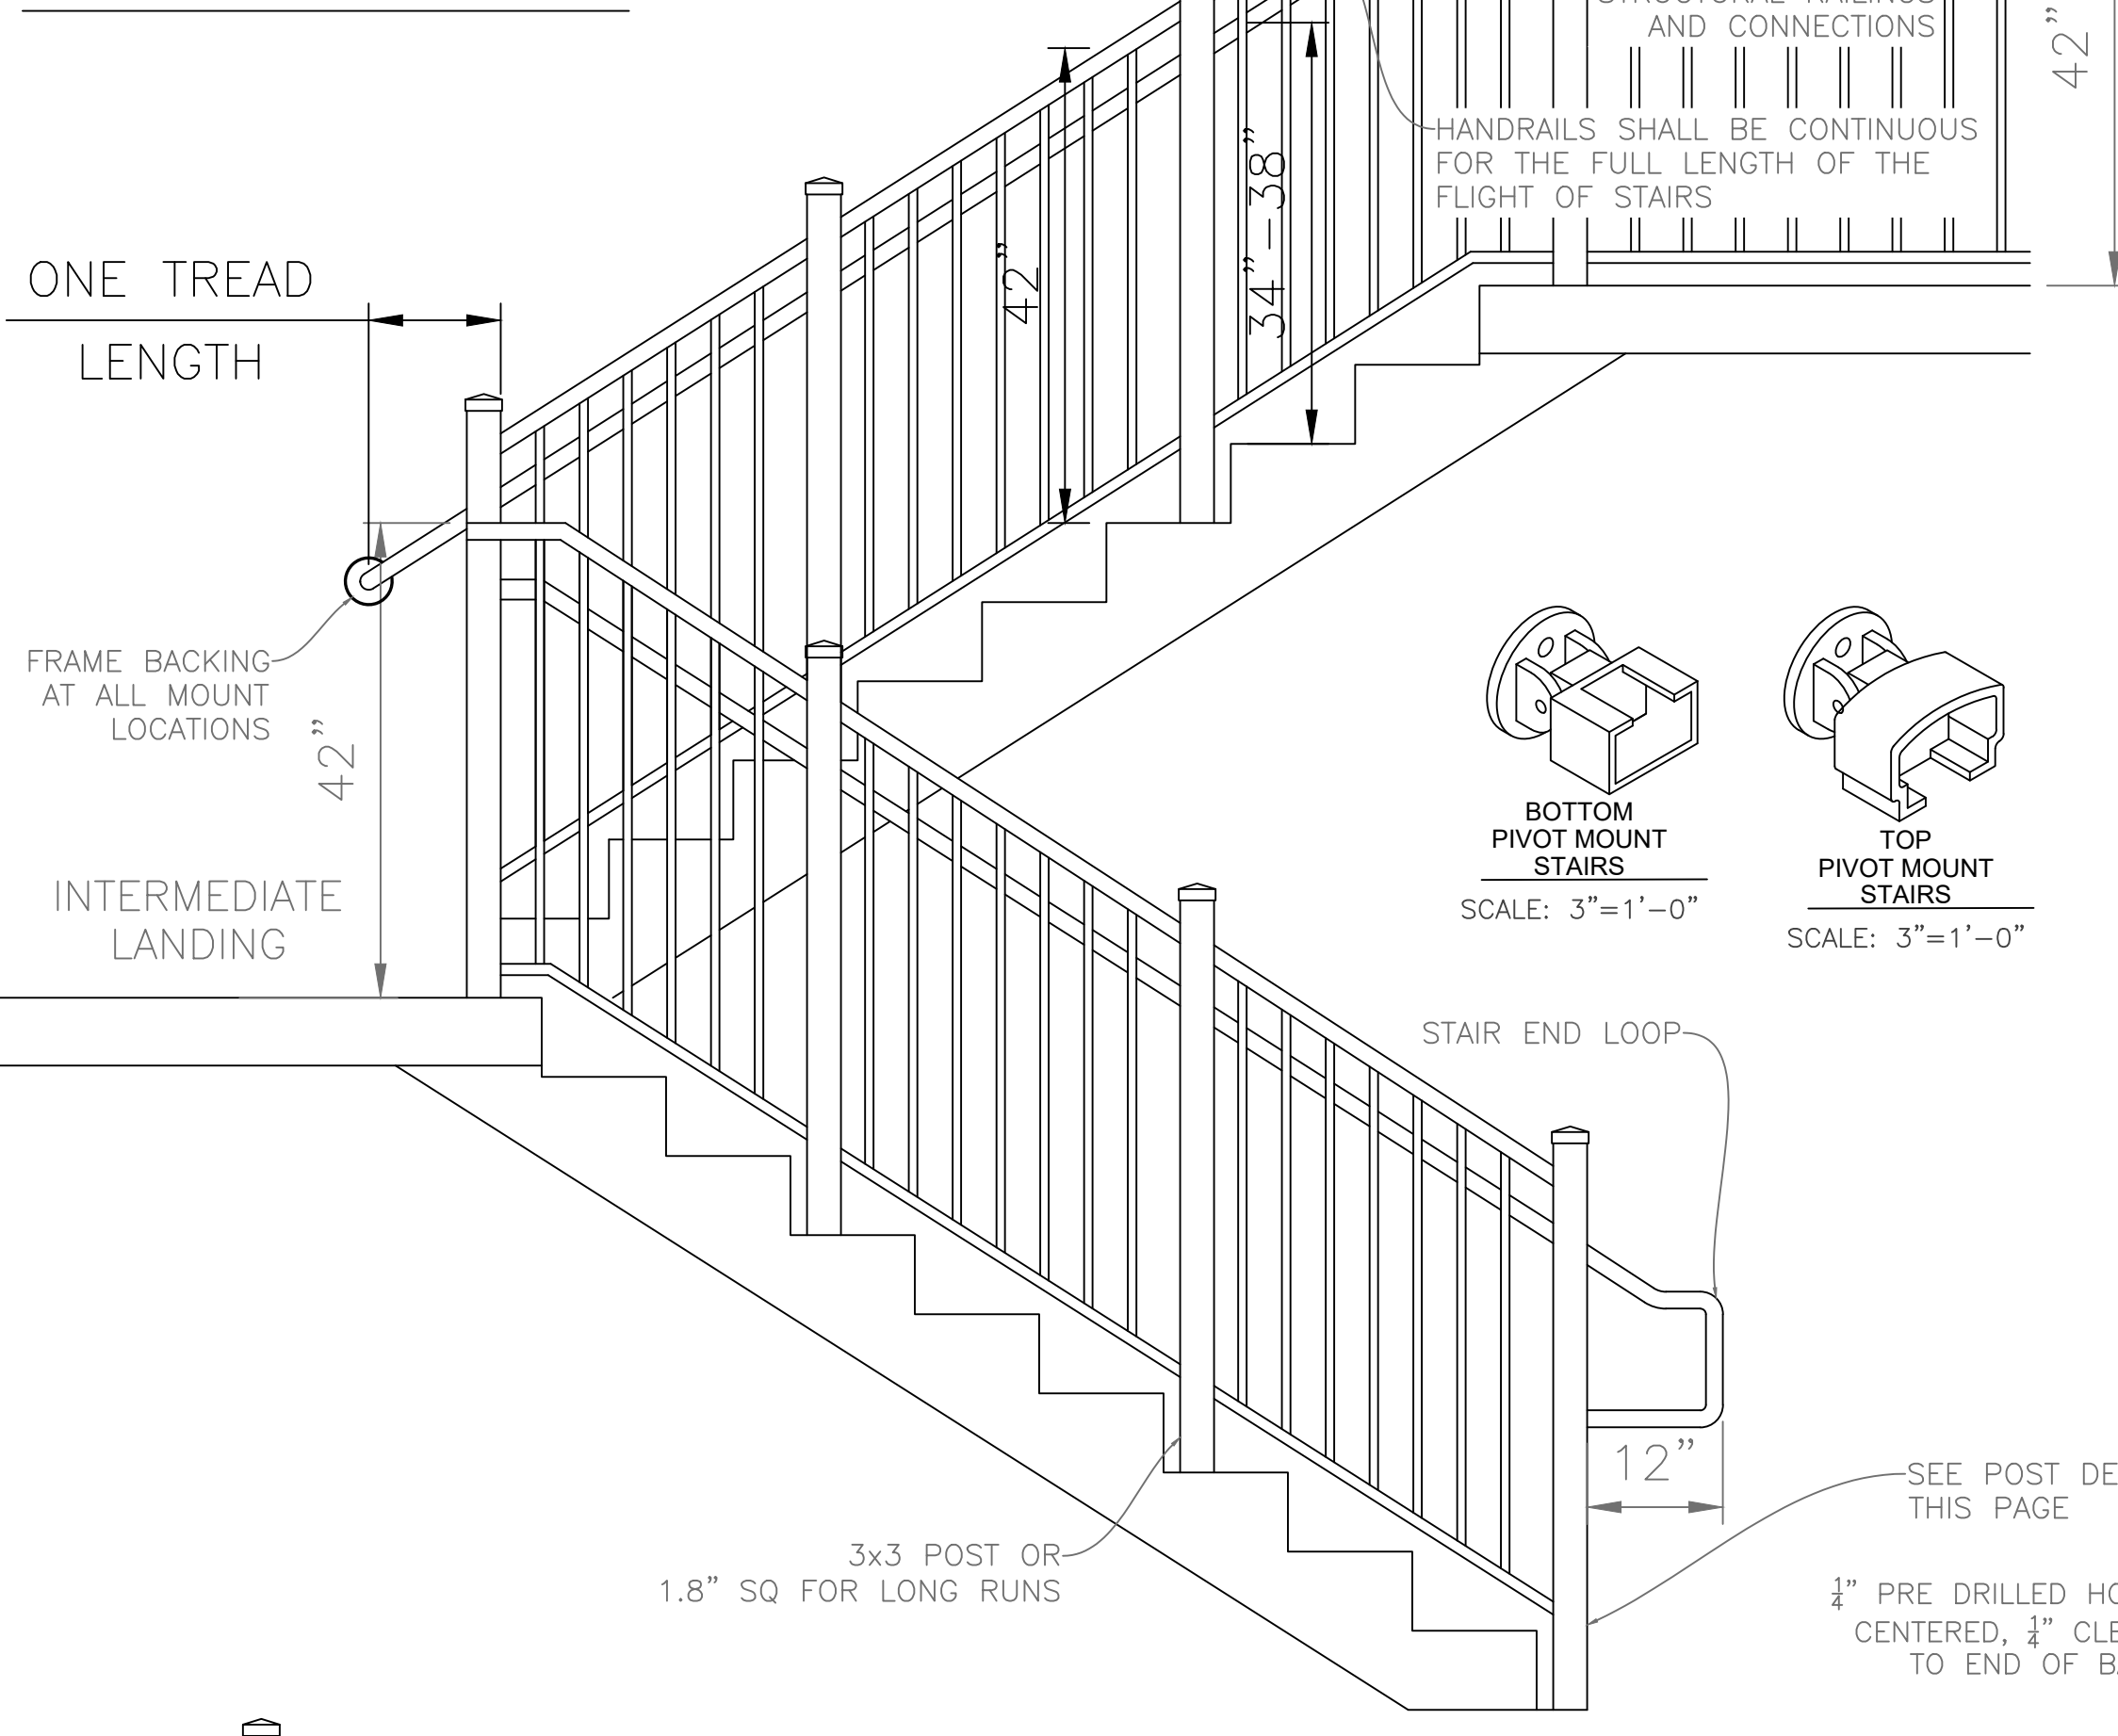 AND CONNECTIONS
42"
HANDRAILS SHALL BE CONTINUOUS
FOR THE FULL LENGTH OF THE
FLIGHT OF STAIRS
42"
34"-38"
ONE TREAD
LENGTH
FRAME BACKING
AT ALL MOUNT
LOCATIONS
42"
INTERMEDIATE
LANDING
BOTTOM
PIVOT MOUNT
STAIRS
SCALE: 3"=1'-0"
TOP
PIVOT MOUNT
STAIRS
SCALE: 3"=1'-0"
STAIR END LOOP
12"
SEE POST DE
THIS PAGE
3x3 POST OR
1.8" SQ FOR LONG RUNS
1/4" PRE DRILLED HO
CENTERED, 1/4" CLE
TO END OF BA